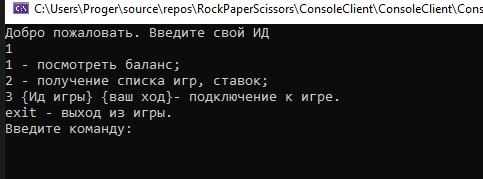 C:\Users\Proger\source\repos\RockPaperScissors\ConsoleClient\ConsoleClient\Cons
Добро пожаловать. Введите свой ИД
1
1 - посмотреть баланс;
2 - получение списка игр, ставок;
3 {Ид игры} {ваш ход}- подключение к игре.
exit - выход из игры.
Введите команду: